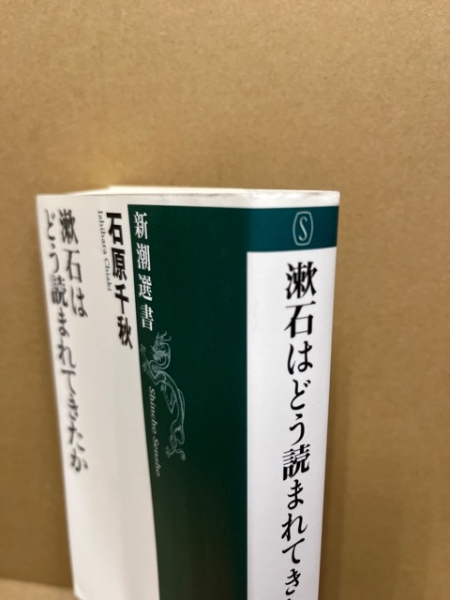 漱石は
どう読まれてきたか
石原千秋
Ishihara Chiaki
新潮選書
Shincho Sensho
S
漱石はどう読まれてき